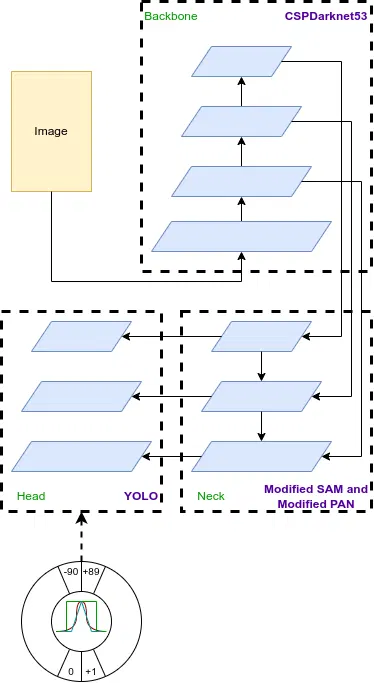 Backbone
CSPDarknet53
Image
Head
YOLO
Neck
Modified SAM and
Modified PAN
-90
+89
0
+1